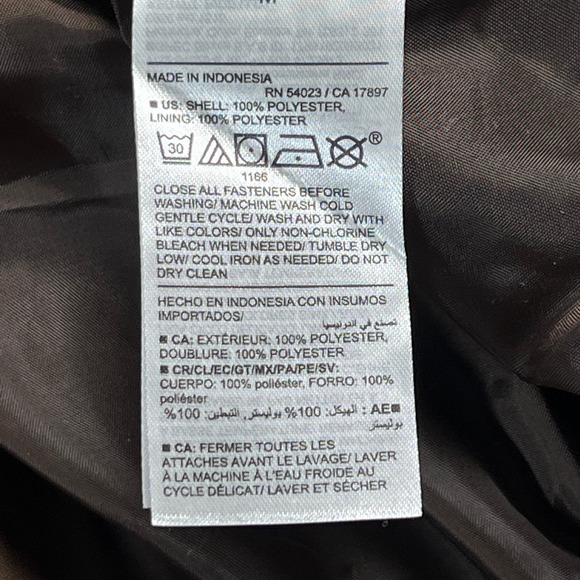 M
MADE IN INDONESIA
RN 54023 / CA 17897
■ US: SHELL: 100% POLYESTER,
LINING: 100% POLYESTER
30 ®
1166
CLOSE ALL FASTENERS BEFORE
WASHING/ MACHINE WASH COLD
GENTLE CYCLE/ WASH AND DRY WITH
LIKE COLORS/ ONLY NON-CHLORINE
BLEACH WHEN NEEDED/ TUMBLE DRY
LOW/ COOL IRON AS NEEDED/ DO NOT
DRY CLEAN
HECHO EN INDONESIA CON INSUMOS
IMPORTADOS/
تصنع في اندونيسيا
■ CA: EXTÉRIEUR: 100% POLYESTER,
DOUBLURE: 100% POLYESTER
■ CR/CL/EC/GT/MX/PA/PE/SV:
CUERPO: 100% poliéster, FORRO: 100%
poliéster
■AE : الهيكل: 100% بوليستر, التبطين: 100%
بوليستر
■ CA: FERMER TOUTES LES
ATTACHES AVANT LE LAVAGE/ LAVER
À LA MACHINE À L'EAU FROIDE AU
CYCLE DÉLICAT/ LAVER ET SÉCHER